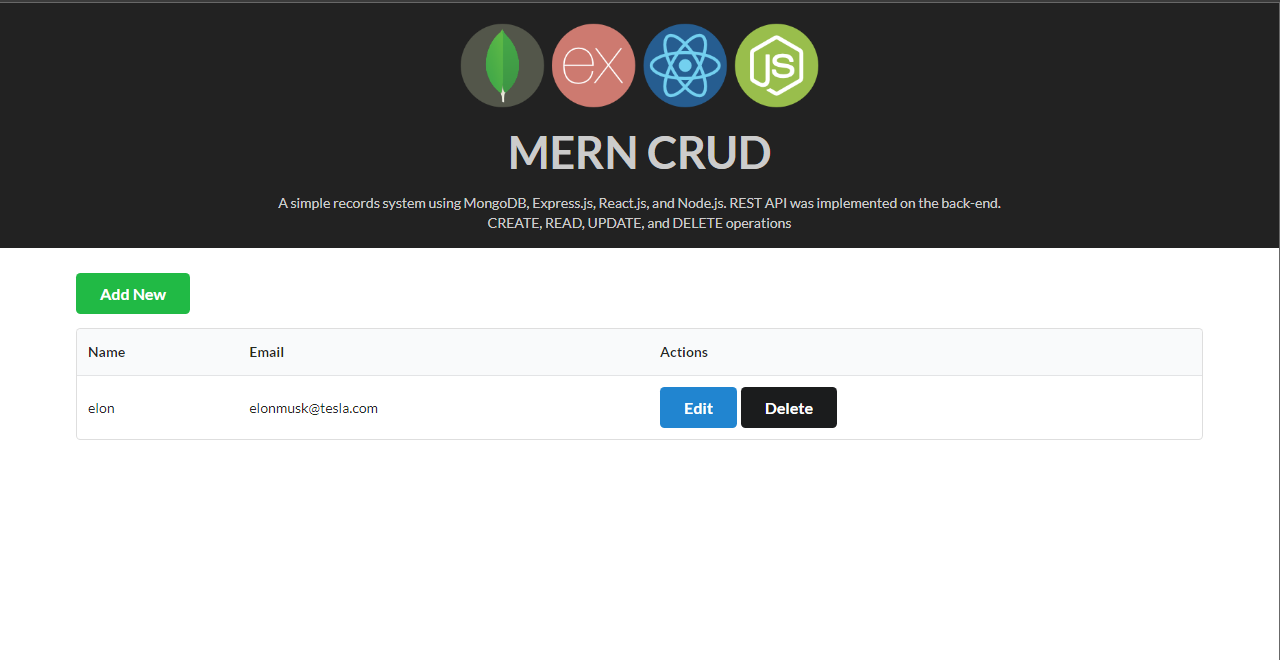 ex JS
MERN CRUD
A simple records system using MongoDB, Express.js, React.js, and Node.js. REST API was implemented on the back-end.
CREATE, READ, UPDATE, and DELETE operations
Add New
Name Email Actions
elon elonmusk@tesla.com Edit Delete